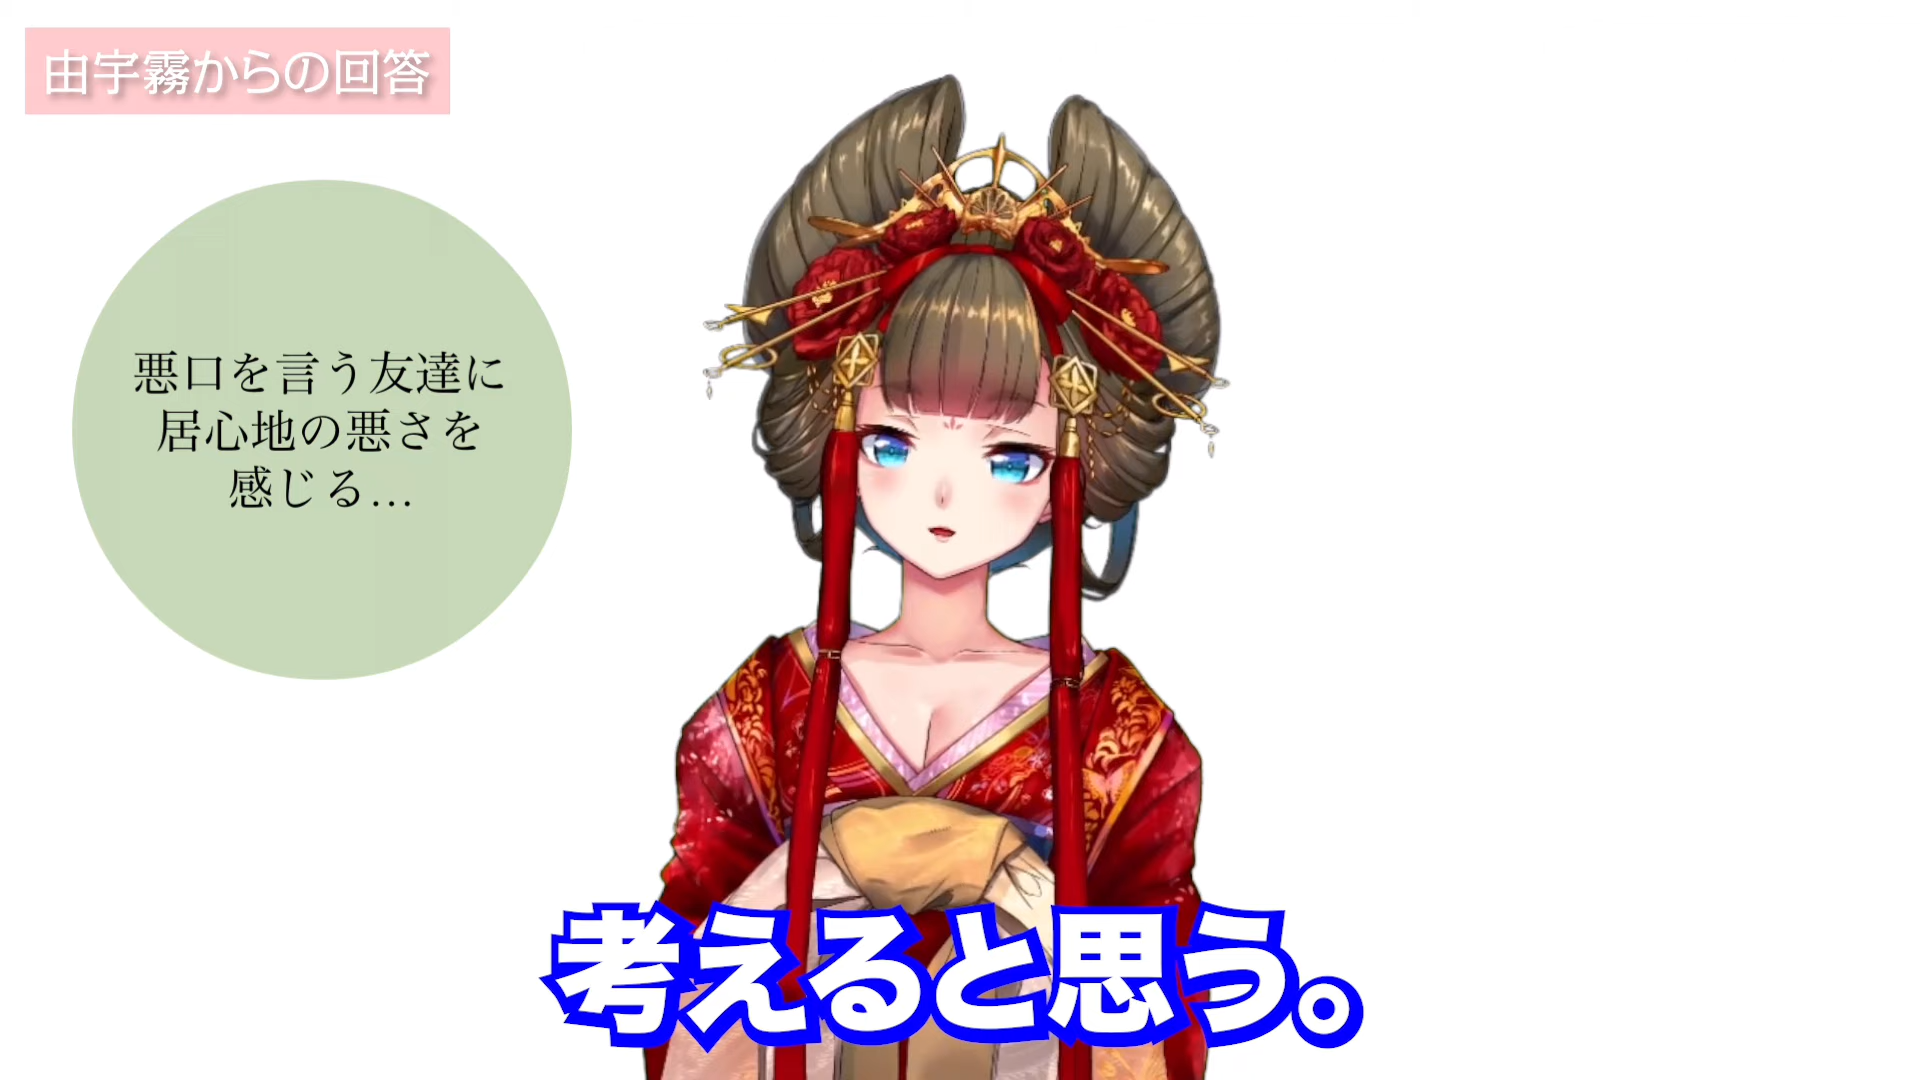 由宇霧からの回答
悪口を言う友達に
居心地の悪さを
感じる…
考えると思う。